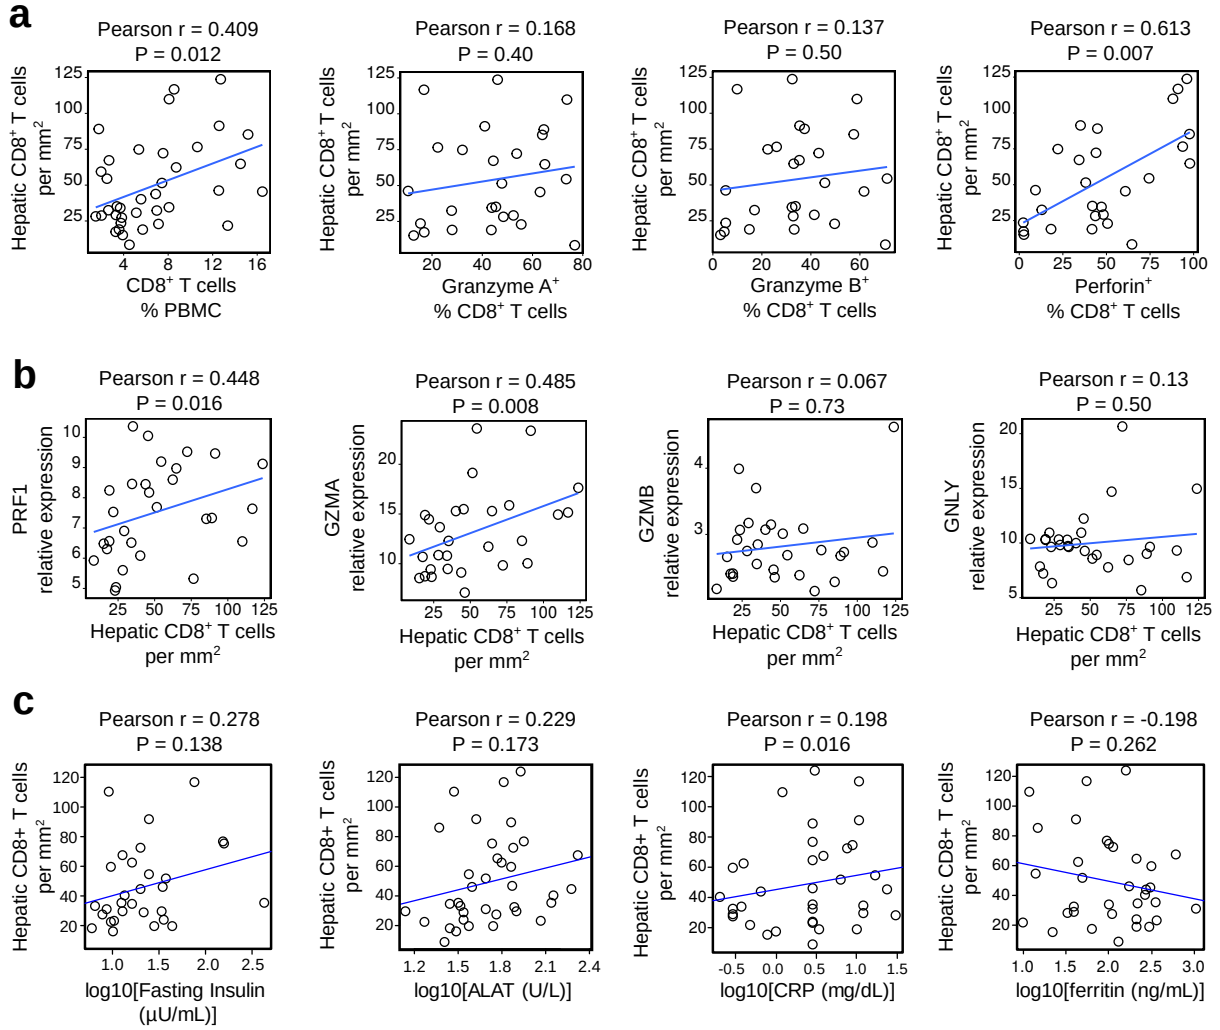 a
Pearson r = 0.409
P = 0.012
Hepatic CD8⁺ T cells
per mm²
125
100
75
50
25
4 8 12 16
CD8⁺ T cells
% PBMC
Pearson r = 0.168
P = 0.40
Hepatic CD8⁺ T cells
per mm²
125
100
75
50
25
20 40 60 80
Granzyme A⁺
% CD8⁺ T cells
Pearson r = 0.137
P = 0.50
Hepatic CD8⁺ T cells
per mm²
125
100
75
50
25
0 20 40 60
Granzyme B⁺
% CD8⁺ T cells
Pearson r = 0.613
P = 0.007
Hepatic CD8⁺ T cells
per mm²
125
100
75
50
25
0 25 50 75 100
Perforin⁺
% CD8⁺ T cells
b
Pearson r = 0.448
P = 0.016
PRF1
relative expression
10
9
8
7
6
5
25 50 75 100 125
Hepatic CD8⁺ T cells
per mm²
Pearson r = 0.485
P = 0.008
GZMA
relative expression
20
15
10
25 50 75 100 125
Hepatic CD8⁺ T cells
per mm²
Pearson r = 0.067
P = 0.73
GZMB
relative expression
4
3
25 50 75 100 125
Hepatic CD8⁺ T cells
per mm²
Pearson r = 0.13
P = 0.50
GNLY
relative expression
20
15
10
5
25 50 75 100 125
Hepatic CD8⁺ T cells
per mm²
c
Pearson r = 0.278
P = 0.138
Hepatic CD8+ T cells
per mm²
120
100
80
60
40
20
1.0 1.5 2.0 2.5
log10[Fasting Insulin
(µU/mL)]
Pearson r = 0.229
P = 0.173
Hepatic CD8+ T cells
per mm²
120
100
80
60
40
20
1.2 1.5 1.8 2.1 2.4
log10[ALAT (U/L)]
Pearson r = 0.198
P = 0.016
Hepatic CD8+ T cells
per mm²
120
100
80
60
40
20
-0.5 0.0 0.5 1.0 1.5
log10[CRP (mg/dL)]
Pearson r = -0.198
P = 0.262
Hepatic CD8+ T cells
per mm²
120
100
80
60
40
20
1.0 1.5 2.0 2.5 3.0
log10[ferritin (ng/mL)]